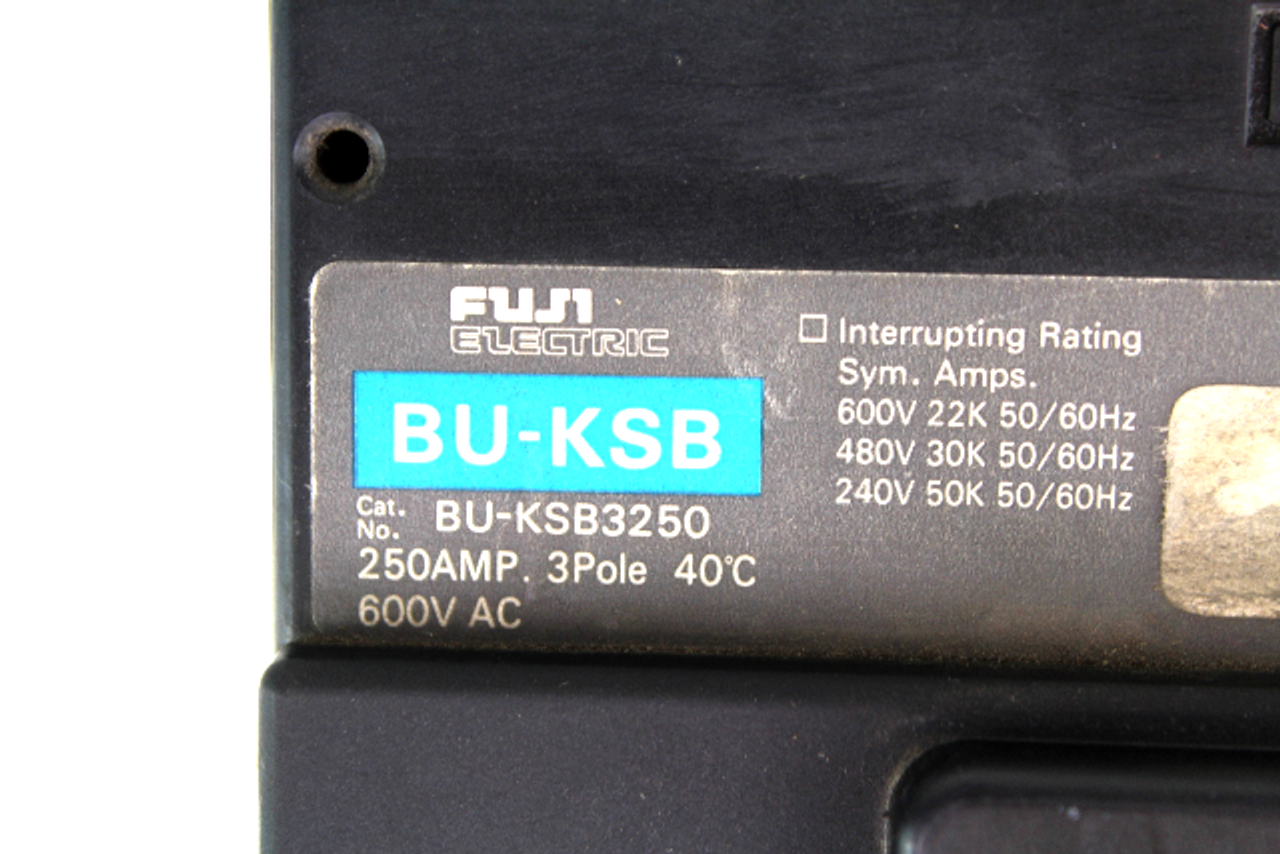 FUJI
ELECTRIC
BU-KSB
Cat. No. BU-KSB3250
250AMP. 3Pole 40°C
600V AC
☐ Interrupting Rating
Sym. Amps.
600V 22K 50/60Hz
480V 30K 50/60Hz
240V 50K 50/60Hz